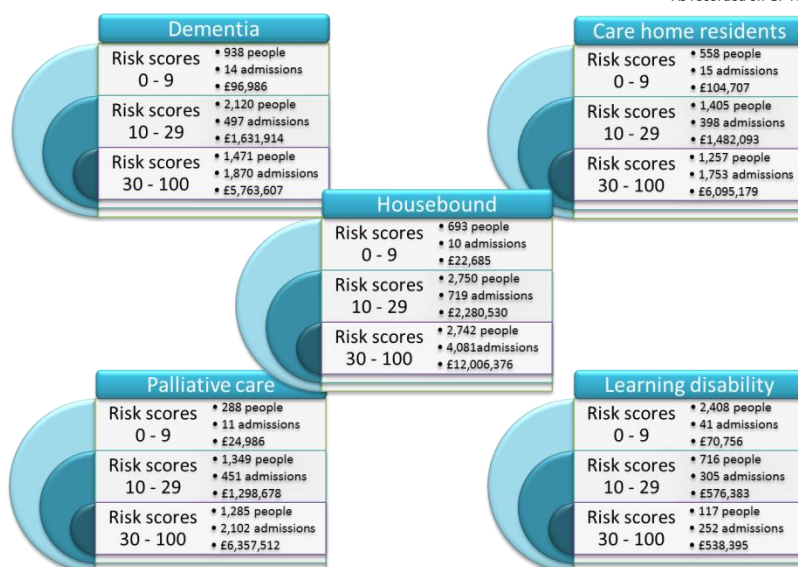 Dementia
Risk scores
0 - 9
• 938 people
• 14 admissions
• £96,986
Risk scores
10 - 29
• 2,120 people
• 497 admissions
• £1,631,914
Risk scores
30 - 100
• 1,471 people
• 1,870 admissions
• £5,763,607
Care home residents
Risk scores
0 - 9
• 558 people
• 15 admissions
• £104,707
Risk scores
10 - 29
• 1,405 people
• 398 admissions
• £1,482,093
Risk scores
30 - 100
• 1,257 people
• 1,753 admissions
• £6,095,179
Housebound
Risk scores
0 - 9
• 693 people
• 10 admissions
• £22,685
Risk scores
10 - 29
• 2,750 people
• 719 admissions
• £2,280,530
Risk scores
30 - 100
• 2,742 people
• 4,081admissions
• £12,006,376
Palliative care
Risk scores
0 - 9
• 288 people
• 11 admissions
• £24,986
Risk scores
10 - 29
• 1,349 people
• 451 admissions
• £1,298,678
Risk scores
30 - 100
• 1,285 people
• 2,102 admissions
• £6,357,512
Learning disability
Risk scores
0 - 9
• 2,408 people
• 41 admissions
• £70,756
Risk scores
10 - 29
• 716 people
• 305 admissions
• £576,383
Risk scores
30 - 100
• 117 people
• 252 admissions
• £538,395